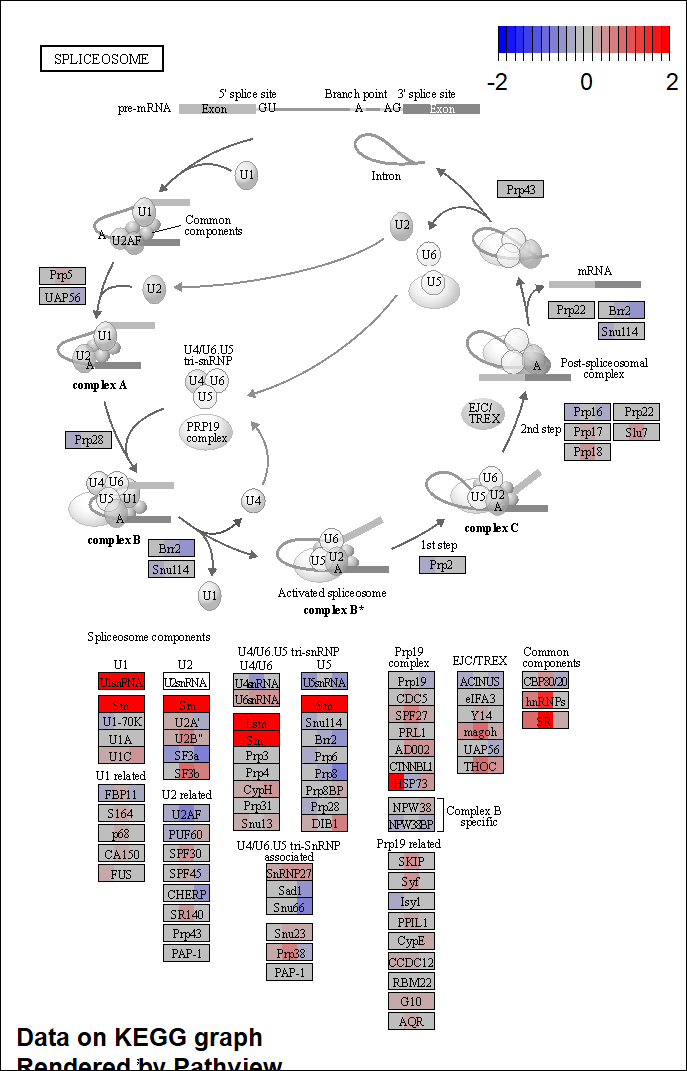 SPLICEOSOME
-2 0 2
5' splice site Branch point 3' splice site
pre-mRNA Exon GU A AG Exon
U1
Intron
Prp43
U1
A U2AF
Common
components
U2
U6
U5
mRNA
Prp5
UAP56
U2
Prp22 Brr2
Snu114
U1
U2
A
complex A
U4/U6.U5
tri-snRNP
U4 U6
U5
PRP19
complex
A
Post-spliceosomal
complex
EJC/
TREX
2nd step
Prp16 Prp22
Prp17 Slu7
Prp18
Prp28
U4 U6
U5 U1
A
complex B
U4
U6
U5 U2
A
complex C
Brr2
Snu114
U1
U6
U5 U2
A
Activated spliceosome
complex B*
1st step
Prp2
Spliceosome components
U1
U1snRNA
Sm
U1-70K
U1A
U1C
U1 related
FBP11
S164
p68
CA150
FUS
U2
U2snRNA
Sm
U2A'
U2B"
SF3a
SF3b
U2 related
U2AF
PUF60
SPF30
SPF45
CHERP
SR140
Prp43
PAP-1
U4/U6.U5 tri-snRNP
U4/U6
U4snRNA
U6snRNA
Lsm
Sm
Prp3
Prp4
CypH
Prp31
Snu13
U5
U5snRNA
Sm
Snu114
Brr2
Prp6
Prp8
Prp8BP
Prp28
DIB1
U4/U6.U5 tri-SnRNP
associated
SnRNP27
Sad1
Snu66
Snu23
Prp38
PAP-1
Prp19
complex
Prp19
CDC5
SPF27
PRL1
AD002
CTNNBL1
HSP73
NPW38
NPW38BP
Complex B
specific
Prp19 related
SKIP
Syf
Isy1
PPIL1
CypE
CCDC12
RBM22
G10
AQR
EJC/TREX
ACINUS
eIFA3
Y14
magoh
UAP56
THOC
Common
components
CBP80/20
hnRNPs
SR
Data on KEGG graph
Rendered by Pathview